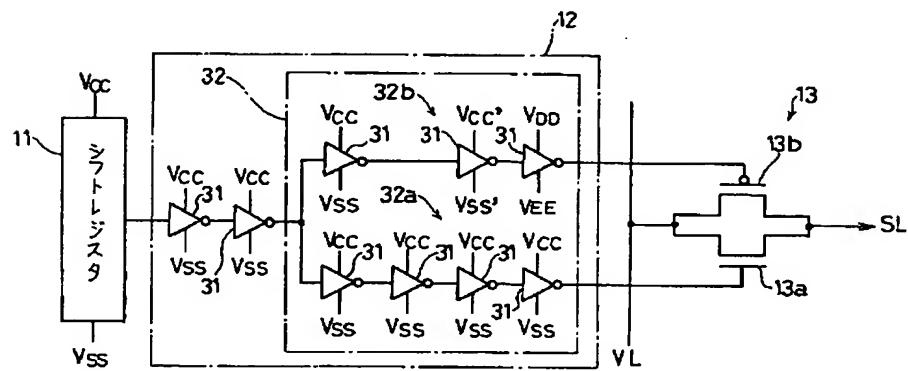 12
32
32b
13
VCC
VCC
VCC'
VDD
11
31
31
31
13b
シフトレジスタ
VCC
VCC
31
VSS
32a
VSS'
VEE
SL
VSS
VSS
31
VCC
VCC
VCC
VCC
31
31
31
31
13a
VSS
VSS
VSS
VSS
VSS
VL